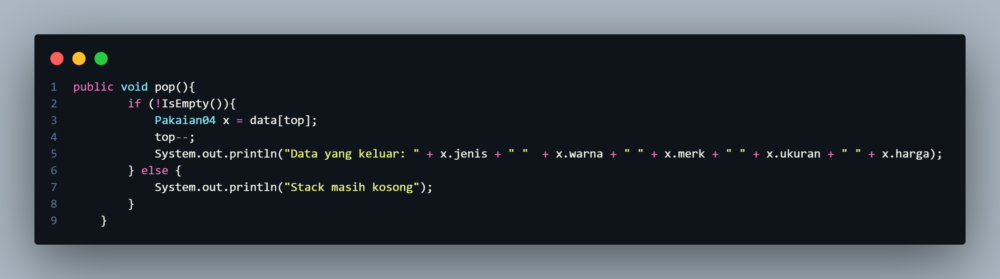 1 public void pop(){
2         if (!IsEmpty()){
3             Pakaian04 x = data[top];
4             top--;
5             System.out.println("Data yang keluar: " + x.jenis + " "  + x.warna + " " + x.merk + " " + x.ukuran + " " + x.harga);
6         } else {
7             System.out.println("Stack masih kosong");
8         }
9     }